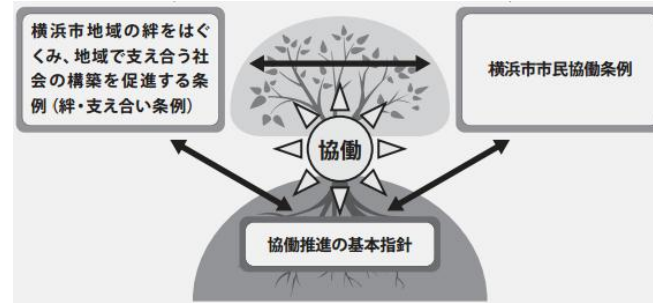 横浜市地域の絆をはぐ
くみ、地域で支え合う社
会の構築を促進する条
例（絆・支え合い条例）
横浜市市民協働条例
協働
協働推進の基本指針